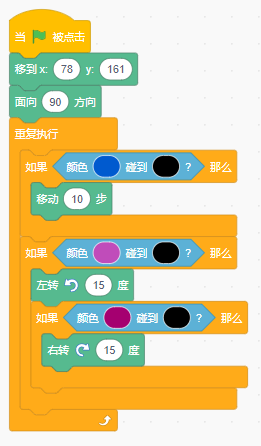 当 被点击
移到 x: 78 y: 161
面向 90 方向
重复执行
如果 颜色 碰到 ? 那么
移动 10 步
如果 颜色 碰到 ? 那么
左转 15 度
如果 颜色 碰到 ? 那么
右转 15 度